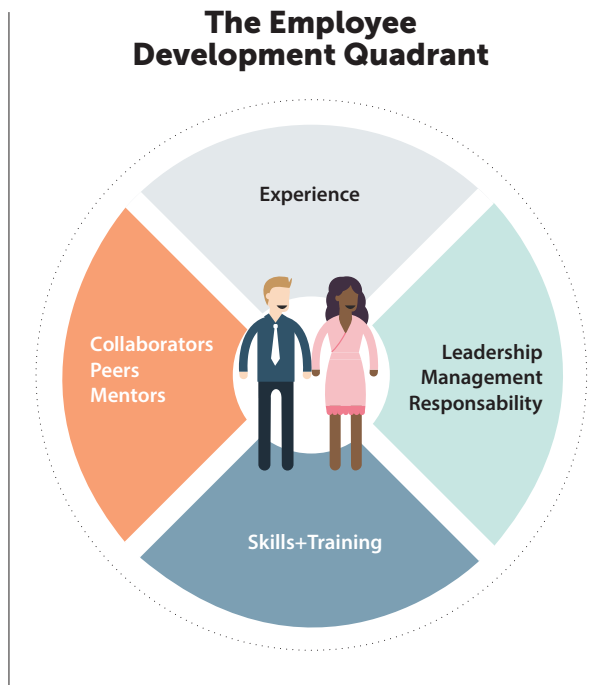 The Employee
Development Quadrant
Experience
Collaborators
Peers
Mentors
Leadership
Management
Responsability
Skills+Training